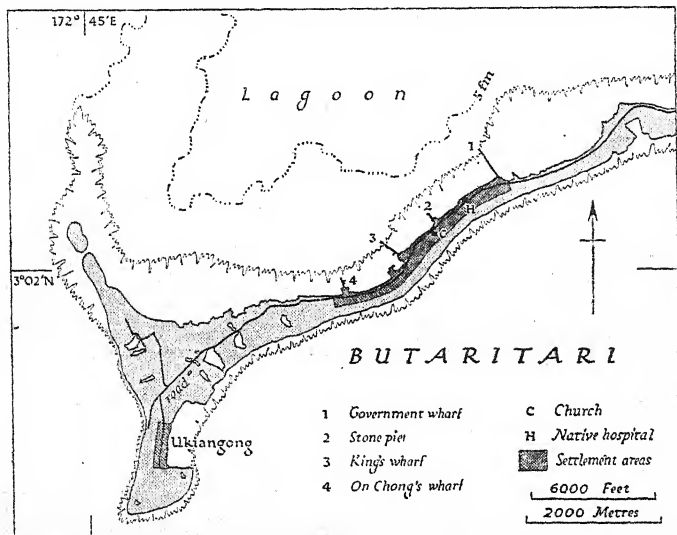 172° 45'E
Lagoon
5 fm
1
H
2
C
3
4
3°02'N
BUTARITARI
road
Ukiangong
1 Government wharf
2 Stone pier
3 King's wharf
4 On Chong's wharf
C Church
H Native hospital
Settlement areas
6000 Feet
2000 Metres